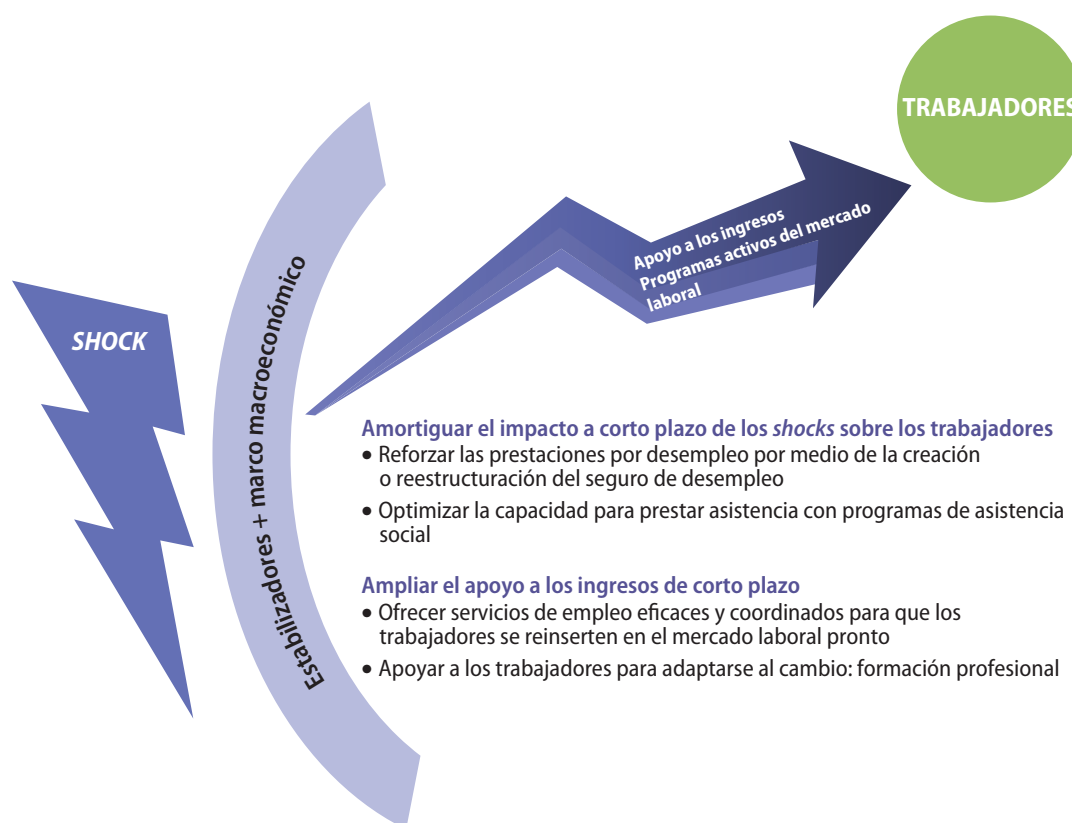 TRABAJADORES
Apoyo a los ingresos
Programas activos del mercado
laboral
SHOCK
Estabilizadores + marco macroeconómico
Amortiguar el impacto a corto plazo de los shocks sobre los trabajadores
• Reforzar las prestaciones por desempleo por medio de la creación
o reestructuración del seguro de desempleo
• Optimizar la capacidad para prestar asistencia con programas de asistencia
social
Ampliar el apoyo a los ingresos de corto plazo
• Ofrecer servicios de empleo eficaces y coordinados para que los
trabajadores se reinserten en el mercado laboral pronto
• Apoyar a los trabajadores para adaptarse al cambio: formación profesional